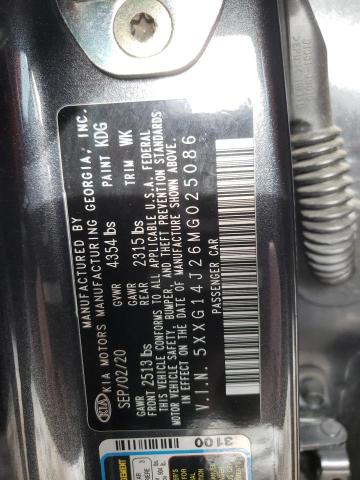 MANUFACTURED BY
KIA KIA MOTORS MANUFACTURING GEORGIA, INC.
SEP/02/20 GVWR 4354 lbs PAINT KDG
GAWR FRONT 2513 lbs GAWR REAR 2315 lbs TRIM WK
THIS VEHICLE CONFORMS TO ALL APPLICABLE U.S.A. FEDERAL
MOTOR VEHICLE SAFETY, BUMPER, AND THEFT PREVENTION STANDARDS
IN EFFECT ON THE DATE OF MANUFACTURE SHOWN ABOVE.
V.I.N. 5XXG14J26MG025086
PASSENGER CAR
3100